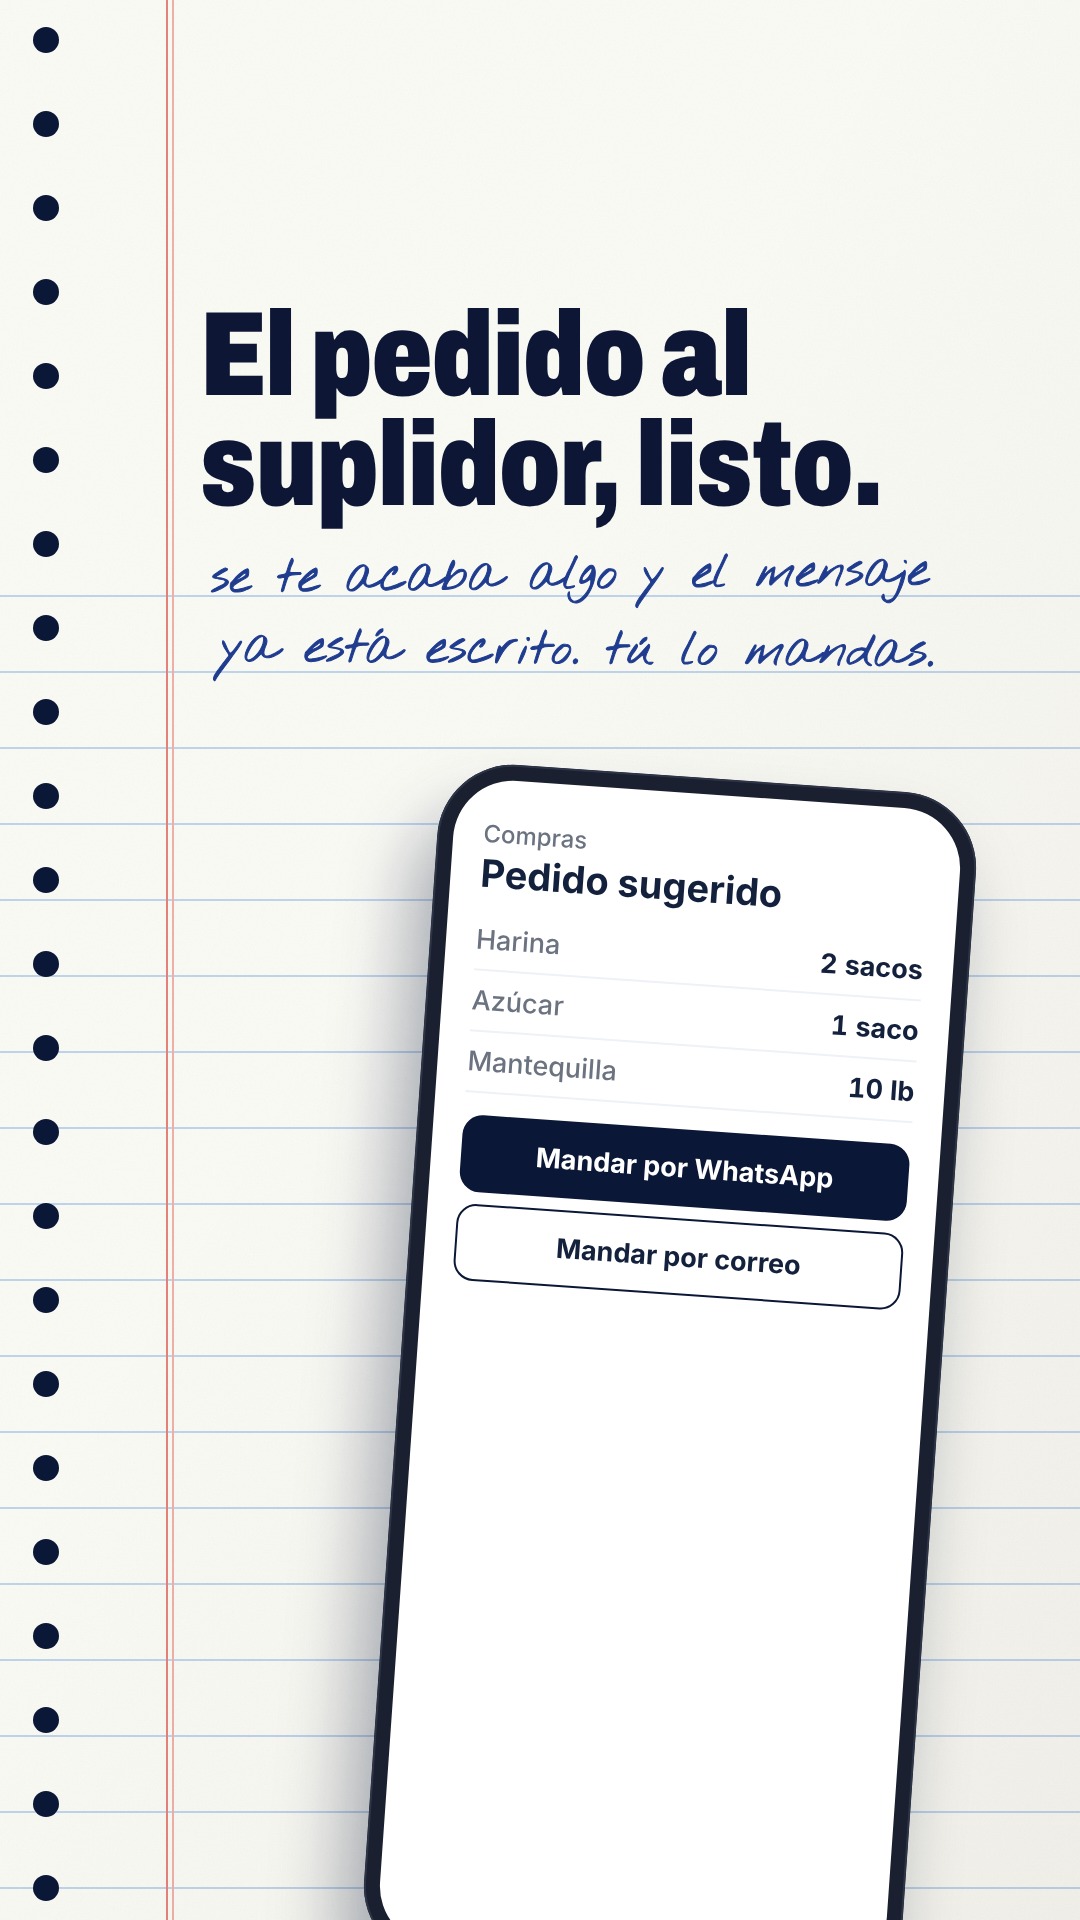 El pedido al
suplidor, listo.
se te acaba algo y el mensaje
ya está escrito. tú lo mandas.
Compras
Pedido sugerido
Harina 2 sacos
Azúcar 1 saco
Mantequilla 10 lb
Mandar por WhatsApp
Mandar por correo